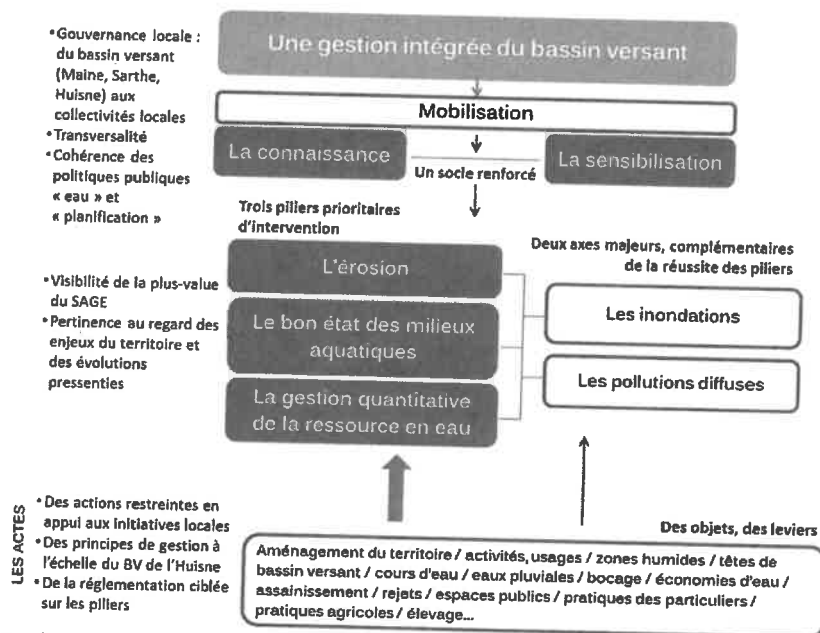 • Gouvernance locale :
du bassin versant
(Maine, Sarthe,
Huisne) aux
collectivités locales
• Transversalité
• Cohérence des
politiques publiques
« eau » et
« planification »
Une gestion intégrée du bassin versant
Mobilisation
La connaissance
Un socle renforcé
La sensibilisation
Trois piliers prioritaires
d'intervention
Deux axes majeurs, complémentaires
de la réussite des piliers
• Visibilité de la plus-value
du SAGE
• Pertinence au regard des
enjeux du territoire et
des évolutions
pressenties
L'érosion
Le bon état des milieux
aquatiques
La gestion quantitative
de la ressource en eau
Les inondations
Les pollutions diffuses
LES ACTES
• Des actions restreintes en
appui aux initiatives locales
• Des principes de gestion à
l'échelle du BV de l'Huisne
• De la réglementation ciblée
sur les piliers
Des objets, des leviers
Aménagement du territoire / activités, usages / zones humides / têtes de
bassin versant / cours d'eau / eaux pluviales / bocage / économies d'eau /
assainissement / rejets / espaces publics / pratiques des particuliers /
pratiques agricoles / élevage...